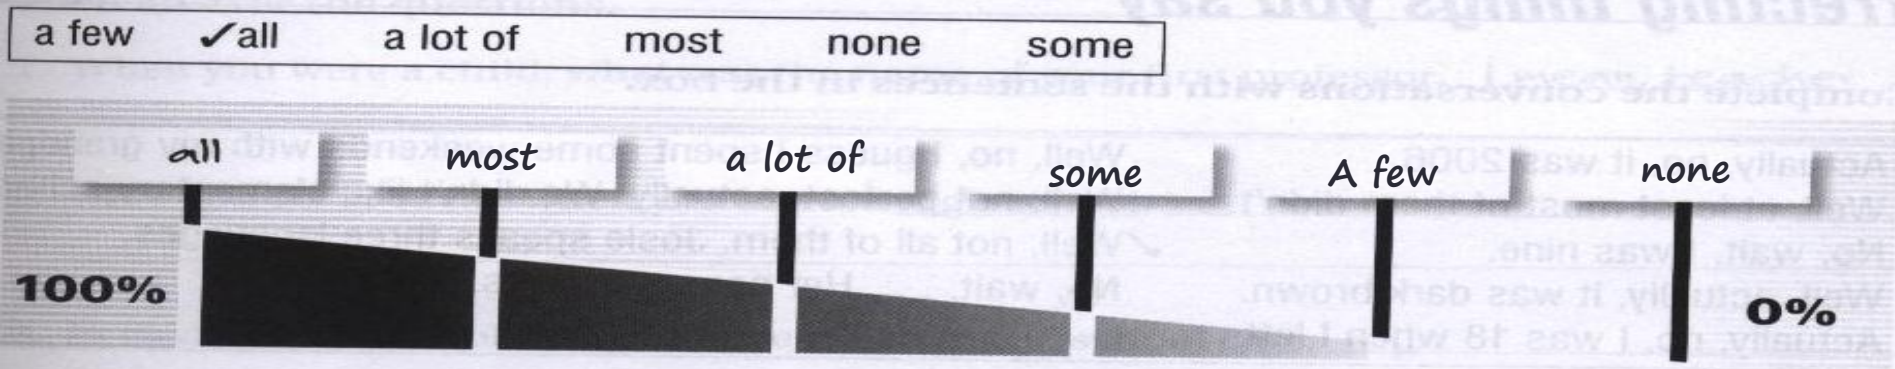 a few ✓all a lot of most none some
all most a lot of some A few none
100% 0%